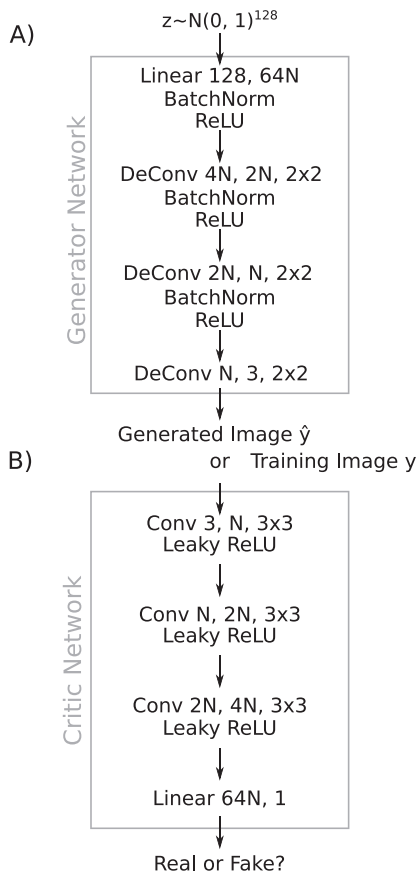 A)
z~N(0, 1)¹²⁸
Generator Network
Linear 128, 64N
BatchNorm
ReLU
DeConv 4N, 2N, 2x2
BatchNorm
ReLU
DeConv 2N, N, 2x2
BatchNorm
ReLU
DeConv N, 3, 2x2
Generated Image ŷ
or Training Image y
B)
Critic Network
Conv 3, N, 3x3
Leaky ReLU
Conv N, 2N, 3x3
Leaky ReLU
Conv 2N, 4N, 3x3
Leaky ReLU
Linear 64N, 1
Real or Fake?